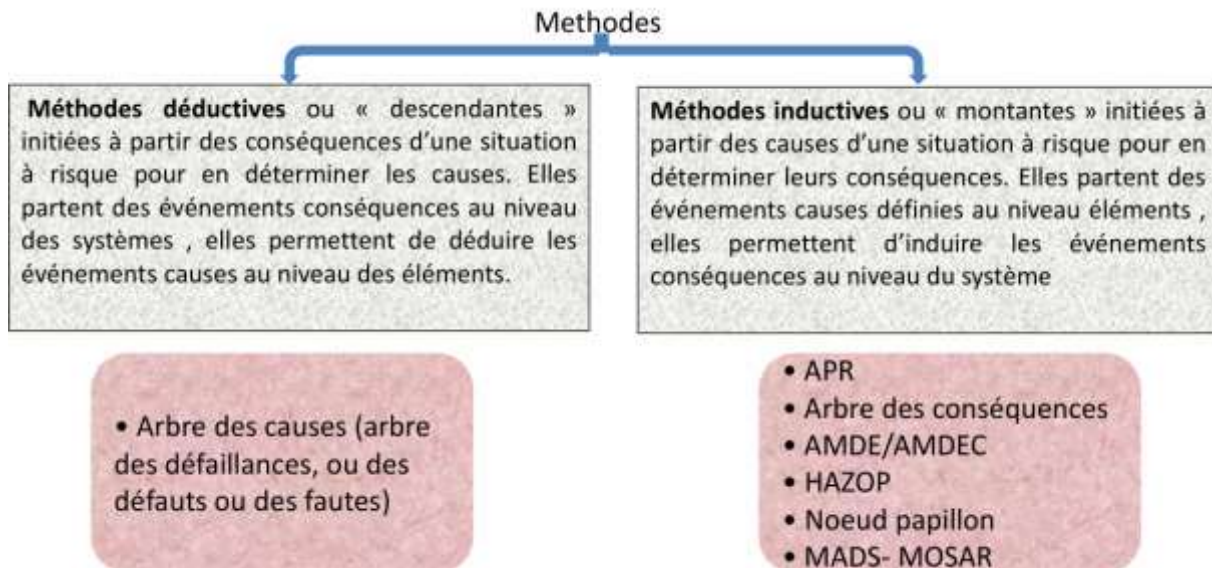 Methodes
Méthodes déductives ou « descendantes »
initiées à partir des conséquences d'une situation
à risque pour en déterminer les causes. Elles
partent des événements conséquences au niveau
des systèmes , elles permettent de déduire les
événements causes au niveau des éléments.
Méthodes inductives ou « montantes » initiées à
partir des causes d'une situation à risque pour en
déterminer leurs conséquences. Elles partent des
événements causes définies au niveau éléments ,
elles permettent d'induire les événements
conséquences au niveau du système
• Arbre des causes (arbre
des défaillances, ou des
défauts ou des fautes)
• APR
• Arbre des conséquences
• AMDE/AMDEC
• HAZOP
• Noeud papillon
• MADS- MOSAR